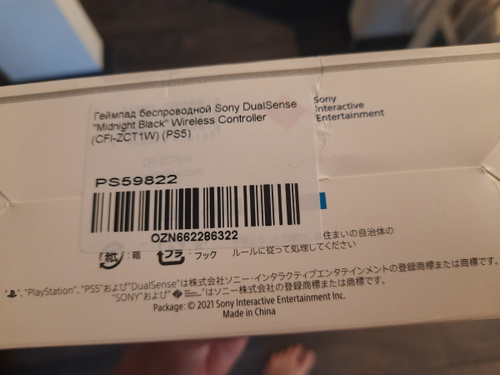 Геймпад беспроводной Sony DualSense
"Midnight Black" Wireless Controller
(CFI-ZCT1W) (PS5)
PS59822
OZN662286322
Sony
Interactive
Entertainment
住まいの自治体の
ルールに従って処理してください
紙 : 箱
プラ : フック
"PlayStation", "PS5"および"DualSense"は株式会社ソニー・インタラクティブエンタテインメントの登録商標または商標です。
"SONY"および" "はソニー株式会社の登録商標または商標です。
Package: © 2021 Sony Interactive Entertainment Inc.
Made in China